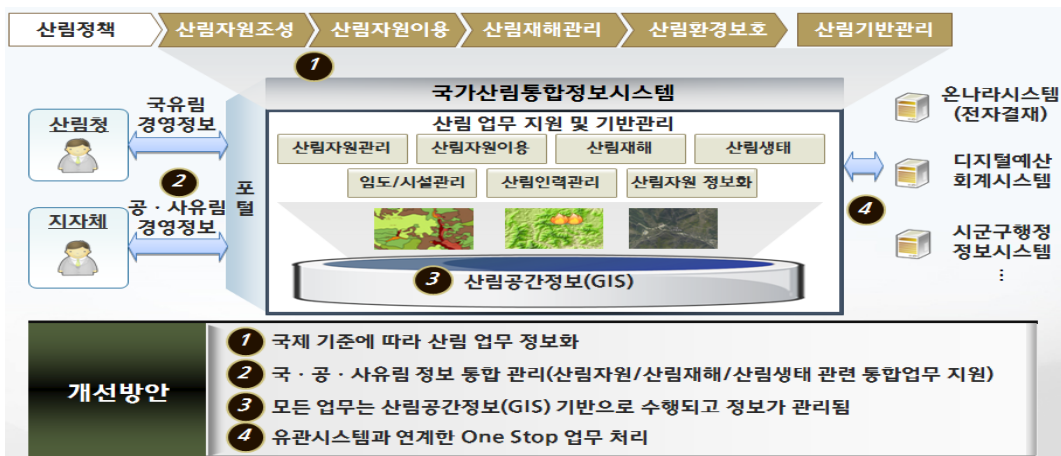 산림정책 산림자원조성 산림자원이용 산림재해관리 산림환경보호 산림기반관리
1
국가산림통합정보시스템
산림 업무 지원 및 기반관리
산림자원관리 산림자원이용 산림재해 산림생태
임도/시설관리 산림인력관리 산림자원 정보화
3 산림공간정보(GIS)
포털
산림청
국유림
경영정보
2
지자체
공 · 사유림
경영정보
4
온나라시스템
(전자결재)
디지털예산
회계시스템
시군구행정
정보시스템
⋮
개선방안
1 국제 기준에 따라 산림 업무 정보화
2 국 · 공 · 사유림 정보 통합 관리(산림자원/산림재해/산림생태 관련 통합업무 지원)
3 모든 업무는 산림공간정보(GIS) 기반으로 수행되고 정보가 관리됨
4 유관시스템과 연계한 One Stop 업무 처리